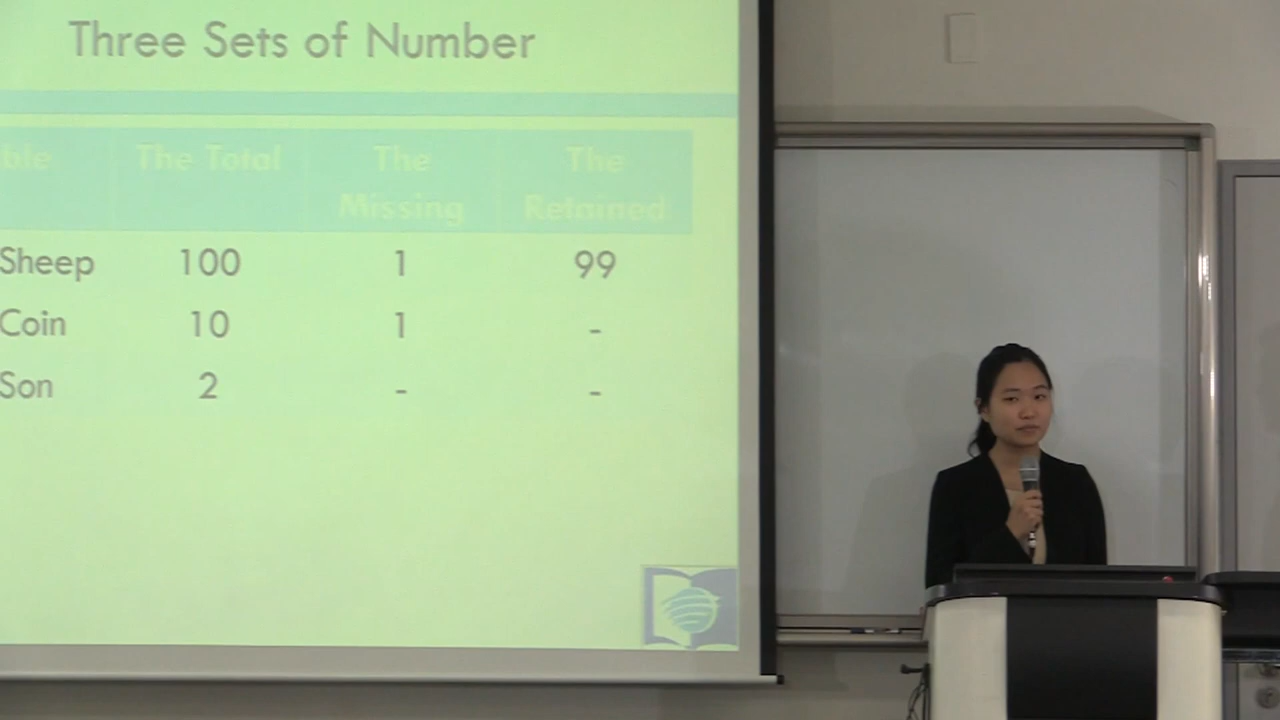 Three Sets of Number
ble The Total The Missing The Retained
Sheep 100 1 99
Coin 10 1 -
Son 2 - -